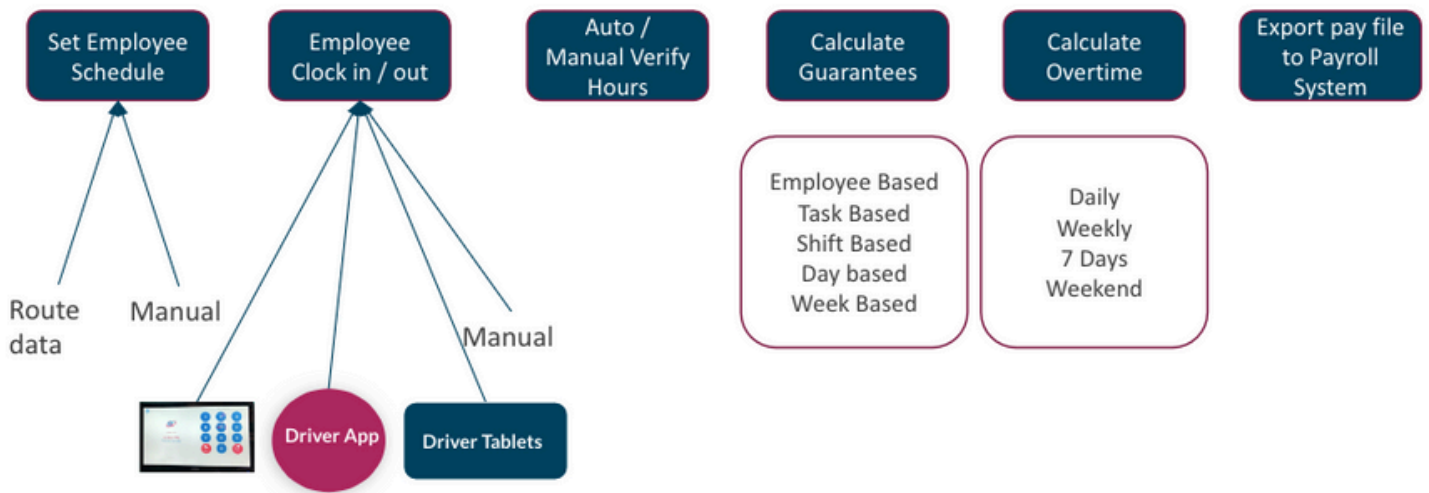 Set Employee
Schedule
Employee
Clock in / out
Auto /
Manual Verify
Hours
Calculate
Guarantees
Calculate
Overtime
Export pay file
to Payroll
System
Employee Based
Task Based
Shift Based
Day based
Week Based
Daily
Weekly
7 Days
Weekend
Route
data
Manual
Manual
Driver App
Driver Tablets